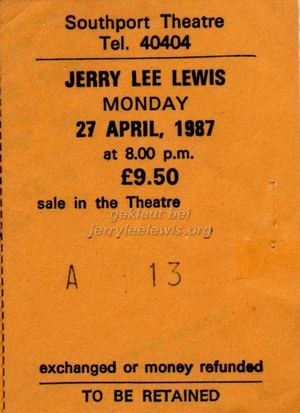 Southport Theatre
Tel. 40404
JERRY LEE LEWIS
MONDAY
27 APRIL, 1987
at 8.00 p.m.
£9.50
sale in the Theatre
geklaut bei
jerryleelewis.org
A 13
exchanged or money refunded
TO BE RETAINED